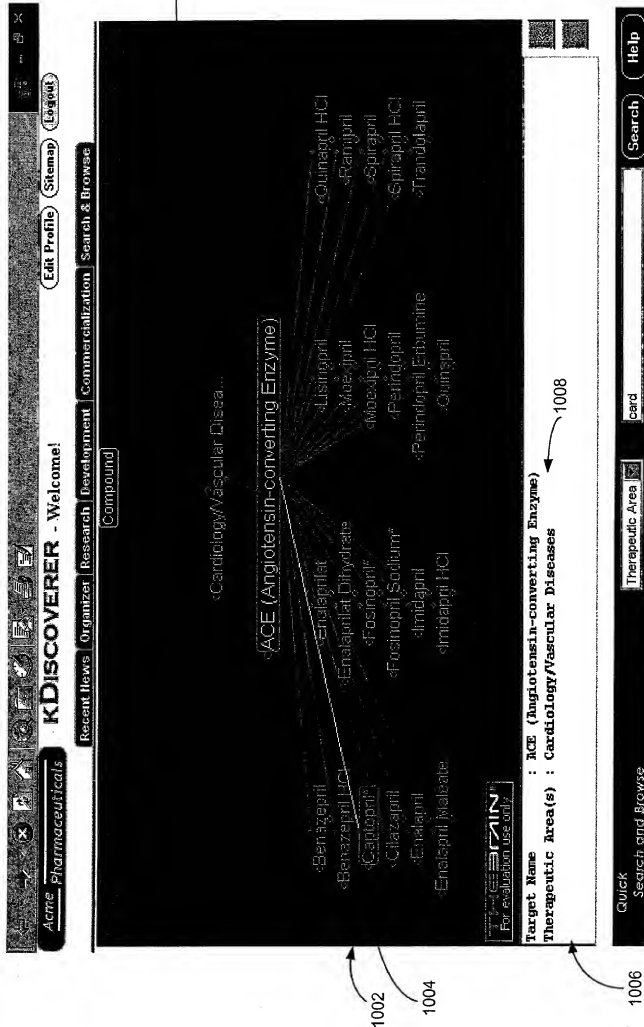 Acme
Pharmaceuticals
KDISCOVERER - Welcome!
Edit Profile Sitemap Logout
Recent News Organizer Research Development Commercialization Search & Browse
Compound
<Cardiology/Vascular Disea...
<ACE (Angiotensin-converting Enzyme)
<Benazepril
<Benazepril HCl
<Captopril*
<Cilazapril
<Enalapril
<Enalapril Maleate
<Enalaprilat
<Enalaprilat Dihydrate
<Fosinopril*
<Fosinopril Sodium*
<Imidapril
<Imidapril HCl
<Lisinopril
<Moexipril
<Moexipril HCl
<Perindopril
<Perindopril Erbumine
<Quinapril
<Quinapril HCl
<Ramipril
<Spirapril
<Spirapril HCl
<Trandolapril
THEBRAIN
For evaluation use only
Target Name : ACE (Angiotensin-converting Enzyme)
Therapeutic Area(s) : Cardiology/Vascular Diseases
Quick
Search and Browse
Therapeutic Area
card
Search Help
1002
1004
1006
1008